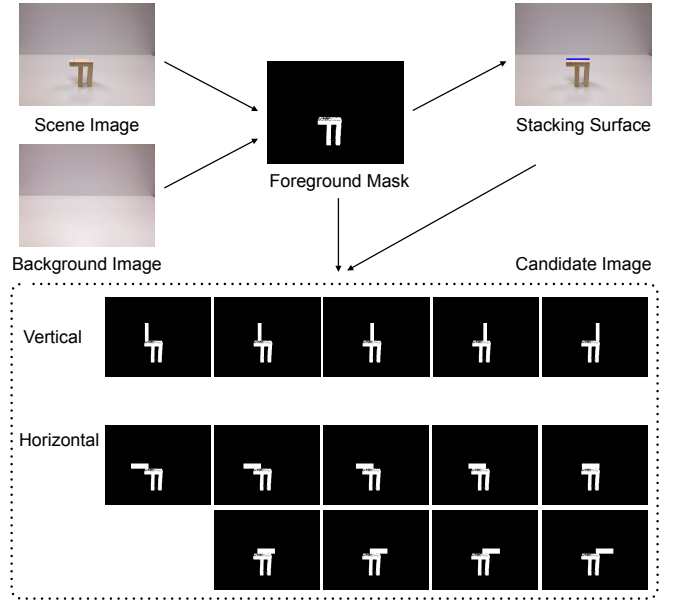 Scene Image
Stacking Surface
Foreground Mask
Background Image
Candidate Image
Vertical
Horizontal